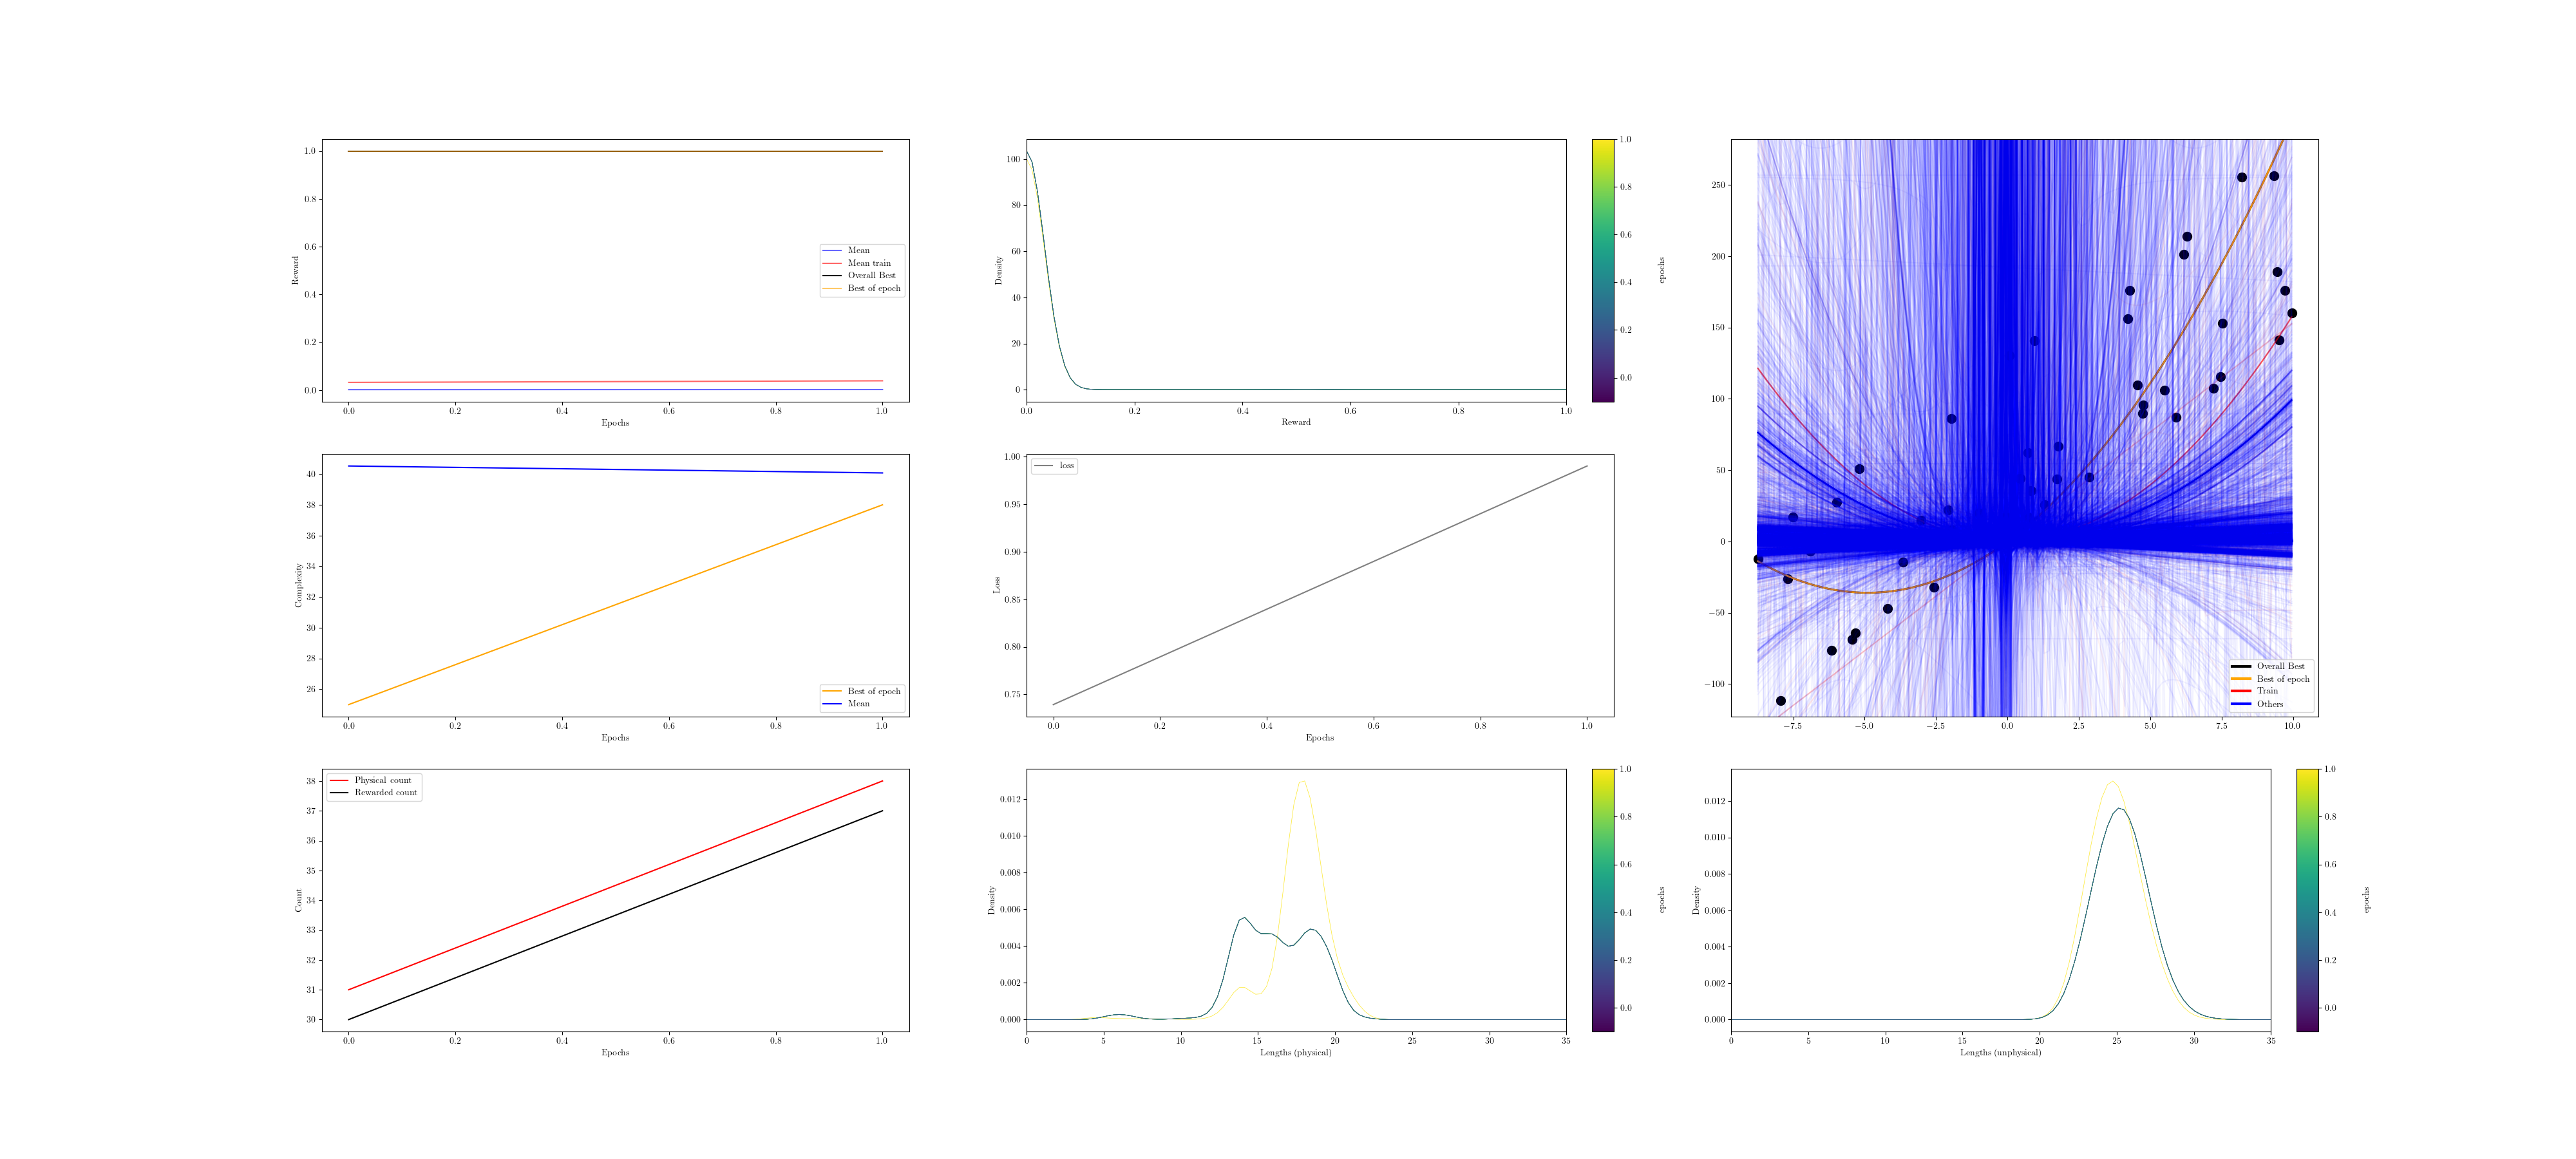 1.0
0.8
0.6
0.4
0.2
0.0
Reward
0.0 0.2 0.4 0.6 0.8 1.0
Epochs
Mean
Mean train
Overall Best
Best of epoch
100
80
60
40
20
0
Density
0.0 0.2 0.4 0.6 0.8 1.0
Reward
1.0
0.8
0.6
0.4
0.2
0.0
epochs
250
200
150
100
50
0
−50
−100
−7.5 −5.0 −2.5 0.0 2.5 5.0 7.5 10.0
Overall Best
Best of epoch
Train
Others
40
38
36
34
32
30
28
26
Complexity
0.0 0.2 0.4 0.6 0.8 1.0
Epochs
Best of epoch
Mean
loss
1.00
0.95
0.90
0.85
0.80
0.75
Loss
0.0 0.2 0.4 0.6 0.8 1.0
Epochs
Physical count
Rewarded count
38
37
36
35
34
33
32
31
30
Count
0.0 0.2 0.4 0.6 0.8 1.0
Epochs
0.012
0.010
0.008
0.006
0.004
0.002
0.000
Density
0 5 10 15 20 25 30 35
Lengths (physical)
1.0
0.8
0.6
0.4
0.2
0.0
epochs
0.012
0.010
0.008
0.006
0.004
0.002
0.000
Density
0 5 10 15 20 25 30 35
Lengths (unphysical)
1.0
0.8
0.6
0.4
0.2
0.0
epochs